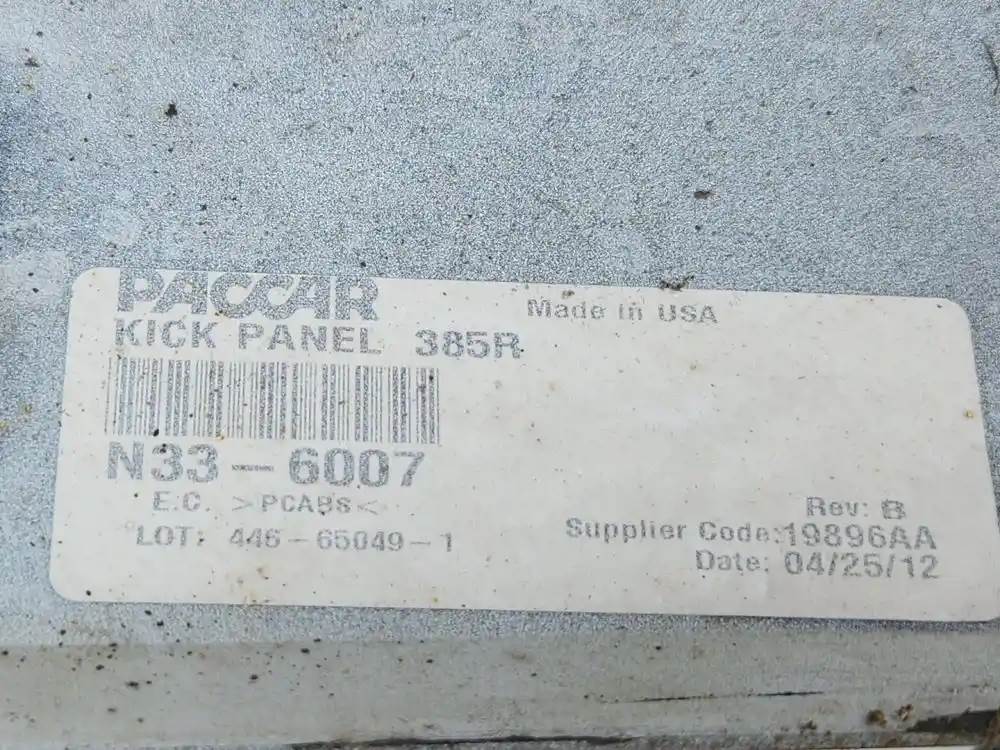 PACCAR
Made in USA
KICK PANEL 385R
N33-6007
E.C. >PCABS<
LOT: 446-65049-1
Rev: B
Supplier Code:19896AA
Date: 04/25/12